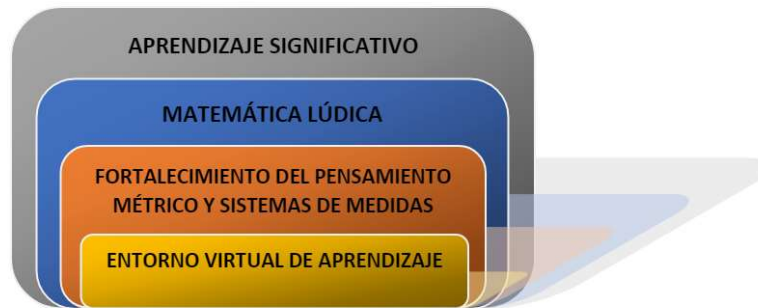 APRENDIZAJE SIGNIFICATIVO
MATEMÁTICA LÚDICA
FORTALECIMIENTO DEL PENSAMIENTO
MÉTRICO Y SISTEMAS DE MEDIDAS
ENTORNO VIRTUAL DE APRENDIZAJE